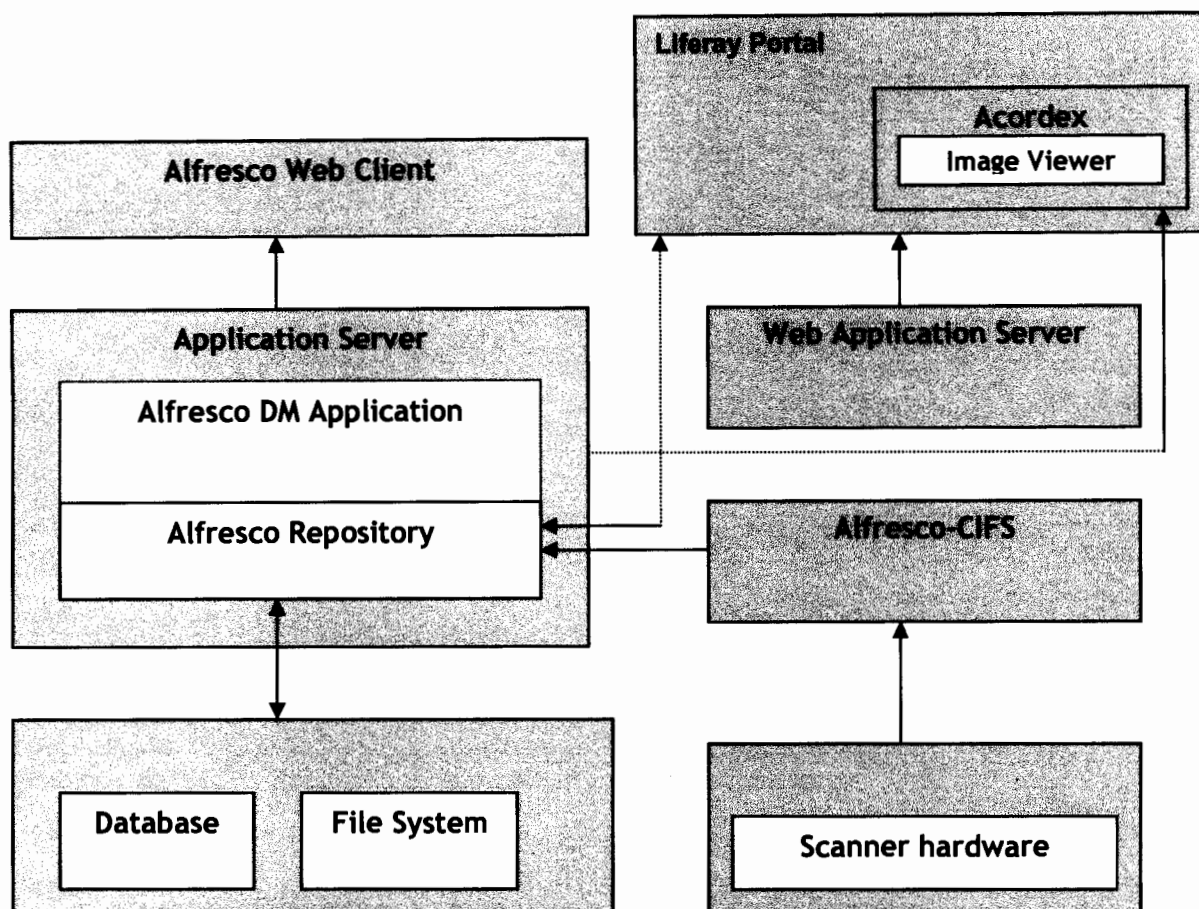 Liferay Portal
Acordex
Image Viewer
Alfresco Web Client
Application Server
Web Application Server
Alfresco DM Application
Alfresco Repository
Alfresco-CIFS
Database
File System
Scanner hardware